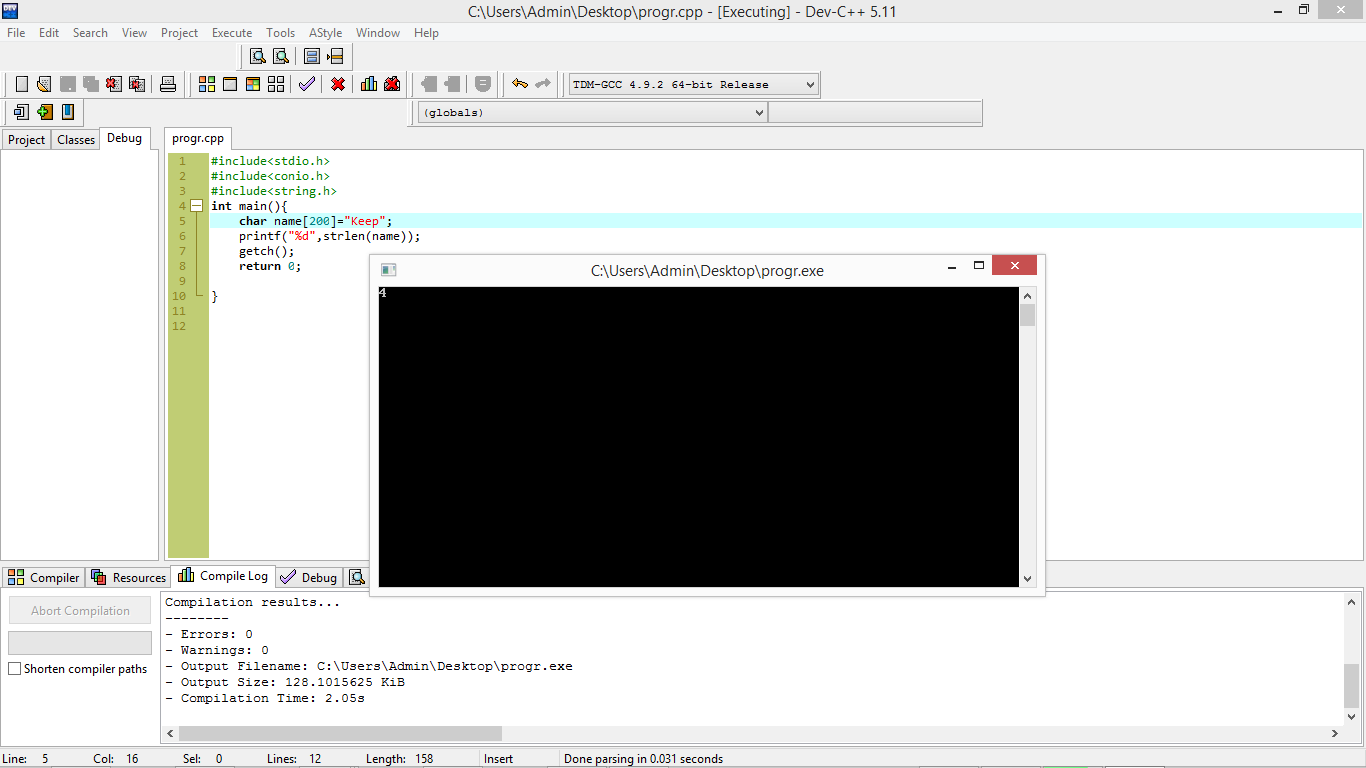 C:\Users\Admin\Desktop\progr.cpp - [Executing] - Dev-C++ 5.11
File Edit Search View Project Execute Tools AStyle Window Help
TDM-GCC 4.9.2 64-bit Release
(globals)
Project Classes Debug
progr.cpp
1 #include<stdio.h>
2 #include<conio.h>
3 #include<string.h>
4 int main(){
5 char name[200]="Keep";
6 printf("%d",strlen(name));
7 getch();
8 return 0;
9
10 }
11
12
C:\Users\Admin\Desktop\progr.exe
4
Compiler Resources Compile Log Debug
Abort Compilation
Shorten compiler paths
Compilation results...
--------
- Errors: 0
- Warnings: 0
- Output Filename: C:\Users\Admin\Desktop\progr.exe
- Output Size: 128.1015625 KiB
- Compilation Time: 2.05s
Line: 5 Col: 16 Sel: 0 Lines: 12 Length: 158 Insert Done parsing in 0.031 seconds